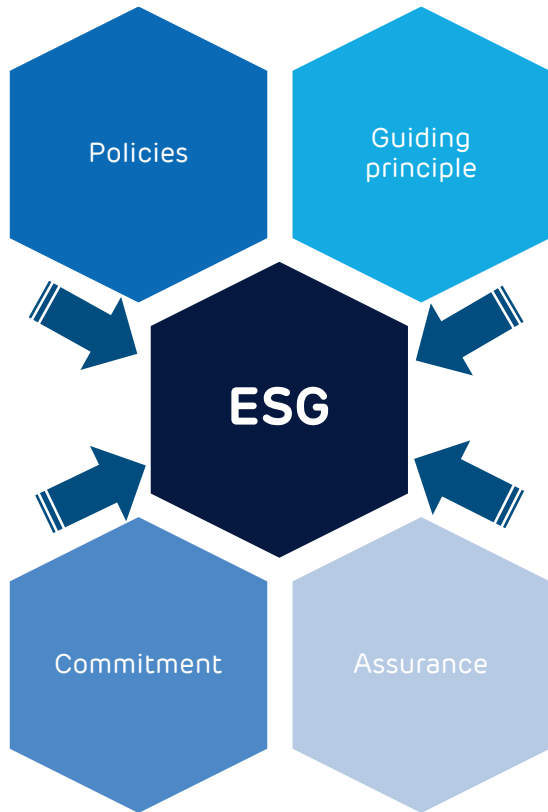 Policies
Guiding
principle
ESG
Commitment
Assurance